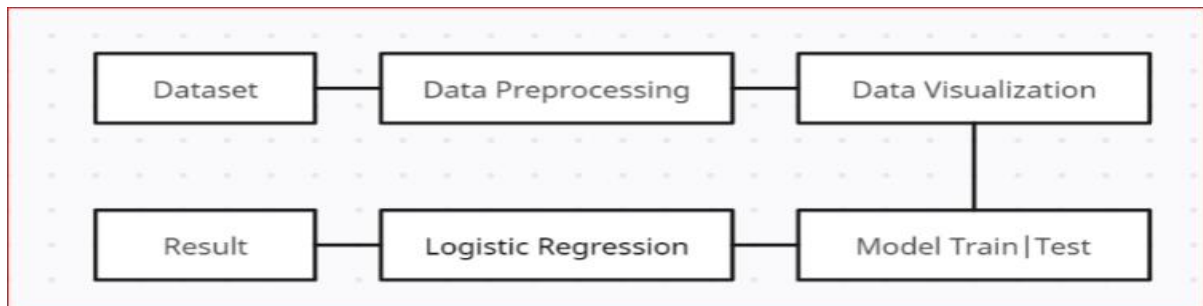 Dataset
Data Preprocessing
Data Visualization
Result
Logistic Regression
Model Train|Test